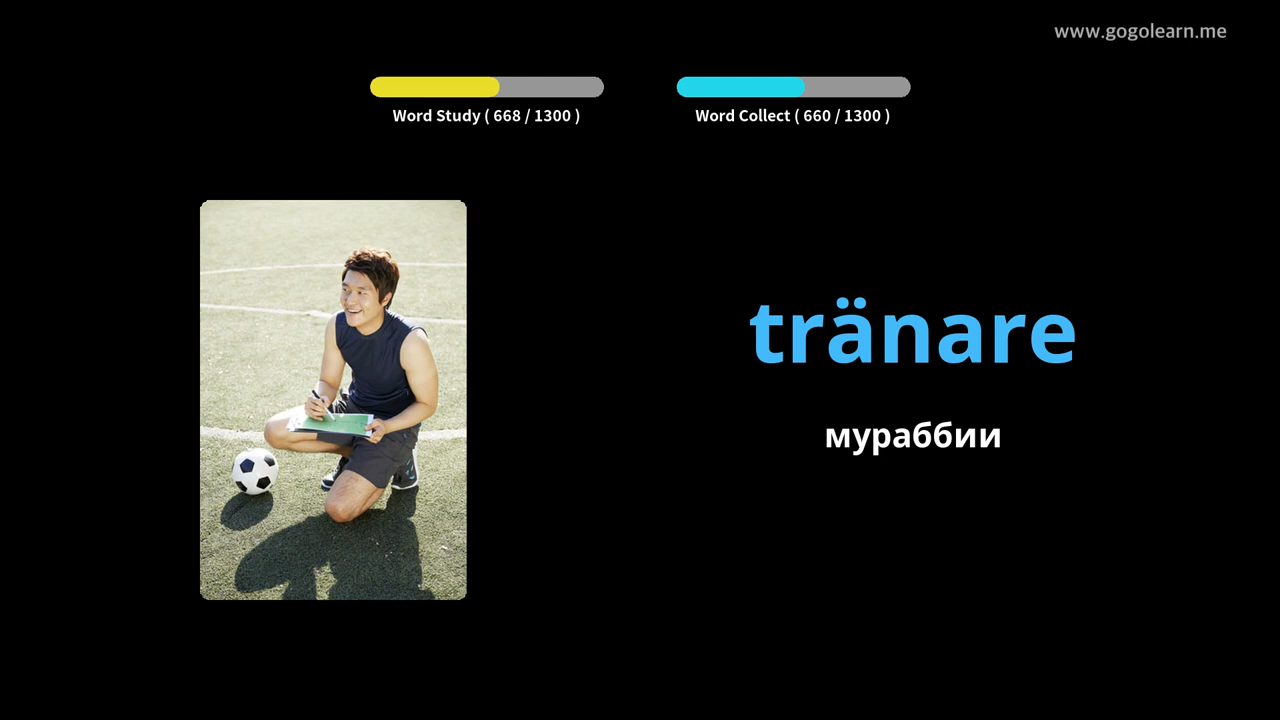 www.gogolearn.me
Word Study ( 668 / 1300 )
Word Collect ( 660 / 1300 )
tränare
мураббии